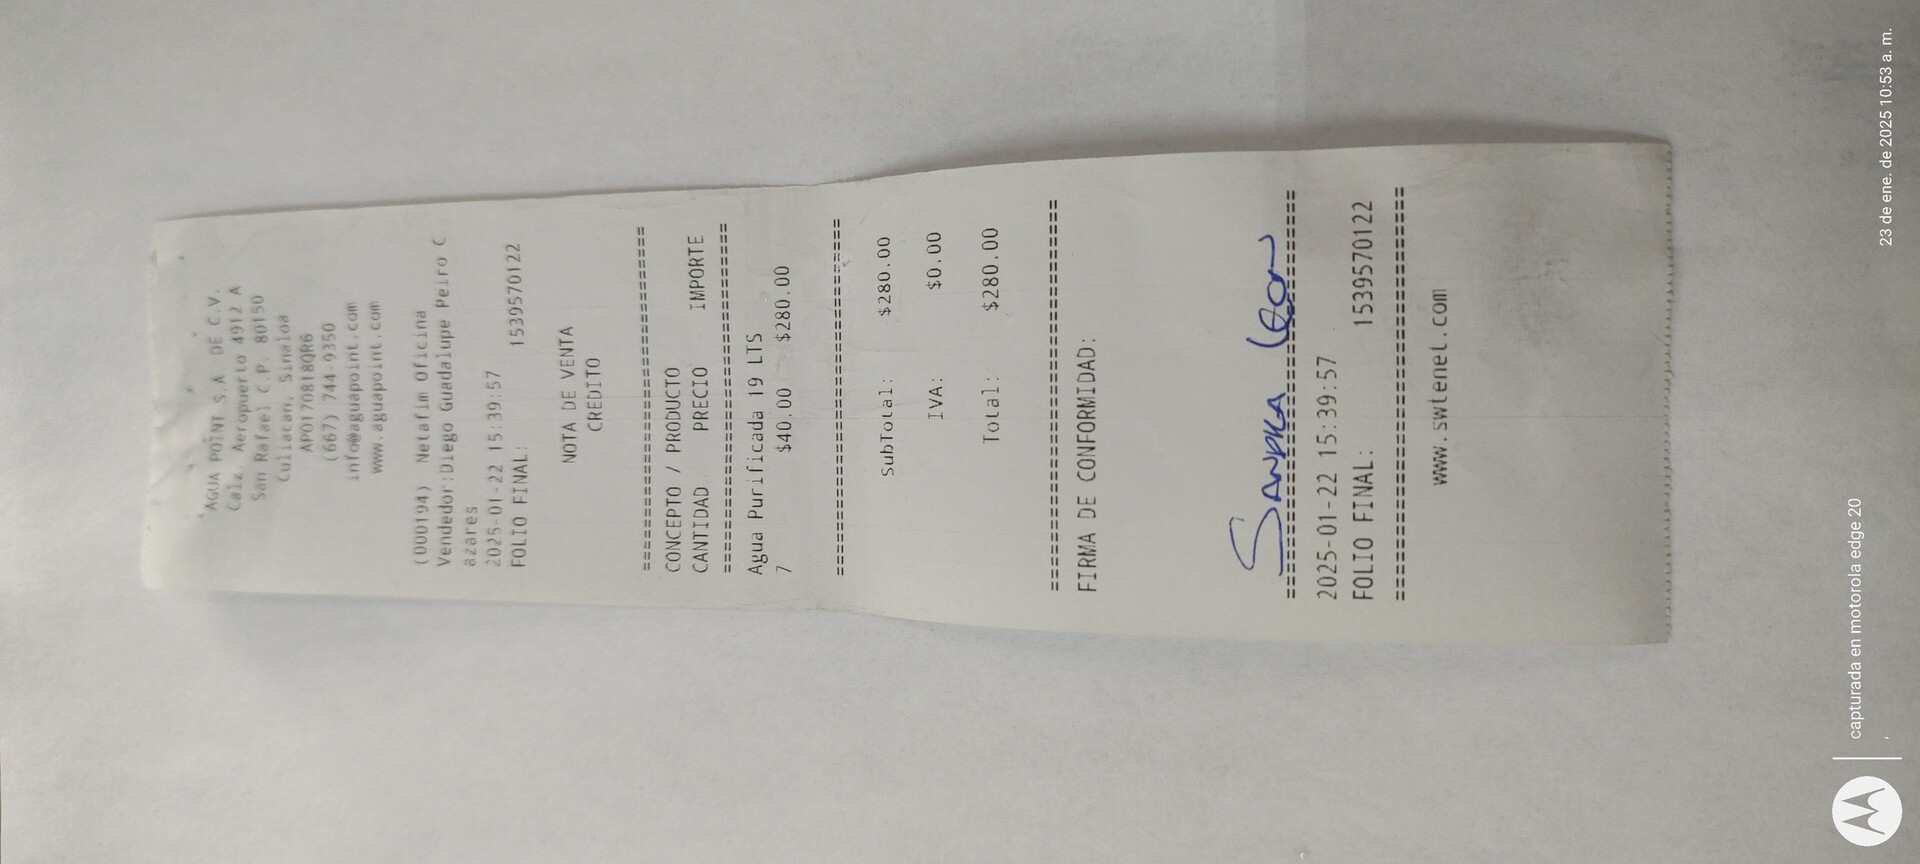 AGUA POINT S.A. DE C.V.
Calz. Aeropuerto 4912 A
San Rafael C.P. 80150
Culiacan, Sinaloa
APO170818QR6
(667) 744-9350
info@aguapoint.com
www.aguapoint.com
(000194) Netafim Oficina
Vendedor:Diego Guadalupe Peiro C
azares
2025-01-22 15:39:57
FOLIO FINAL: 1539570122
NOTA DE VENTA
CREDITO
================================
CONCEPTO / PRODUCTO
CANTIDAD PRECIO IMPORTE
================================
Agua Purificada 19 LTS
7 $40.00 $280.00
================================
SubTotal: $280.00
IVA: $0.00
Total: $280.00
================================
FIRMA DE CONFORMIDAD:
SANDRA León
================================
2025-01-22 15:39:57
FOLIO FINAL: 1539570122
================================
www.swtenet.com
capturada en motorola edge 20
23 de ene. de 2025 10:53 a. m.